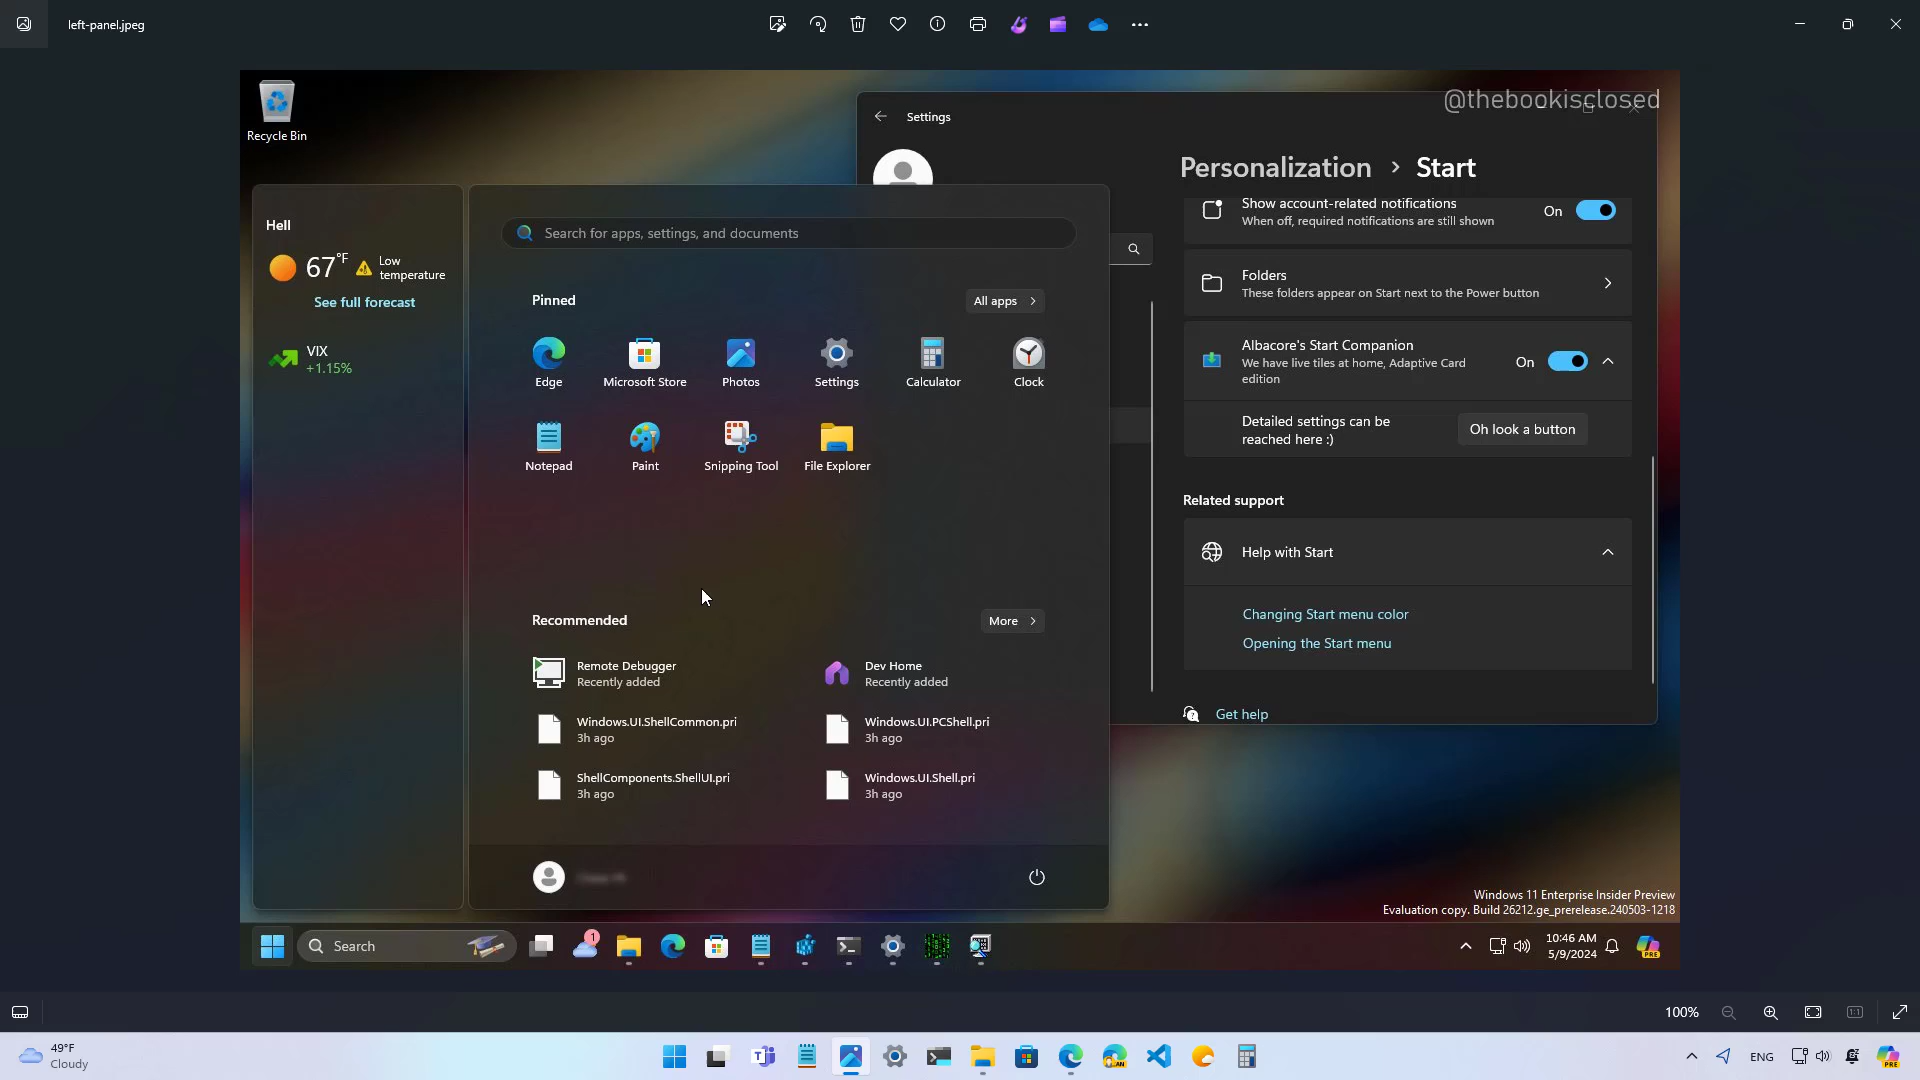 left-panel.jpeg
@thebookisclosed
Recycle Bin
Settings
Personalization > Start
Show account-related notifications
When off, required notifications are still shown
On
Folders
These folders appear on Start next to the Power button
Albacore's Start Companion
We have live tiles at home, Adaptive Card
edition
On
Detailed settings can be
reached here :)
Oh look a button
Related support
Help with Start
Changing Start menu color
Opening the Start menu
Get help
Hell
67°F
Low
temperature
See full forecast
VIX
+1.15%
Search for apps, settings, and documents
Pinned
All apps >
Edge
Microsoft Store
Photos
Settings
Calculator
Clock
Notepad
Paint
Snipping Tool
File Explorer
Recommended
More >
Remote Debugger
Recently added
Dev Home
Recently added
Windows.UI.ShellCommon.pri
3h ago
Windows.UI.PCShell.pri
3h ago
ShellComponents.ShellUI.pri
3h ago
Windows.UI.Shell.pri
3h ago
Windows 11 Enterprise Insider Preview
Evaluation copy. Build 26212.ge_prerelease.240503-1218
Search
1
10:46 AM
5/9/2024
PRE
100%
1:1
49°F
Cloudy
CAN
ENG
PRE